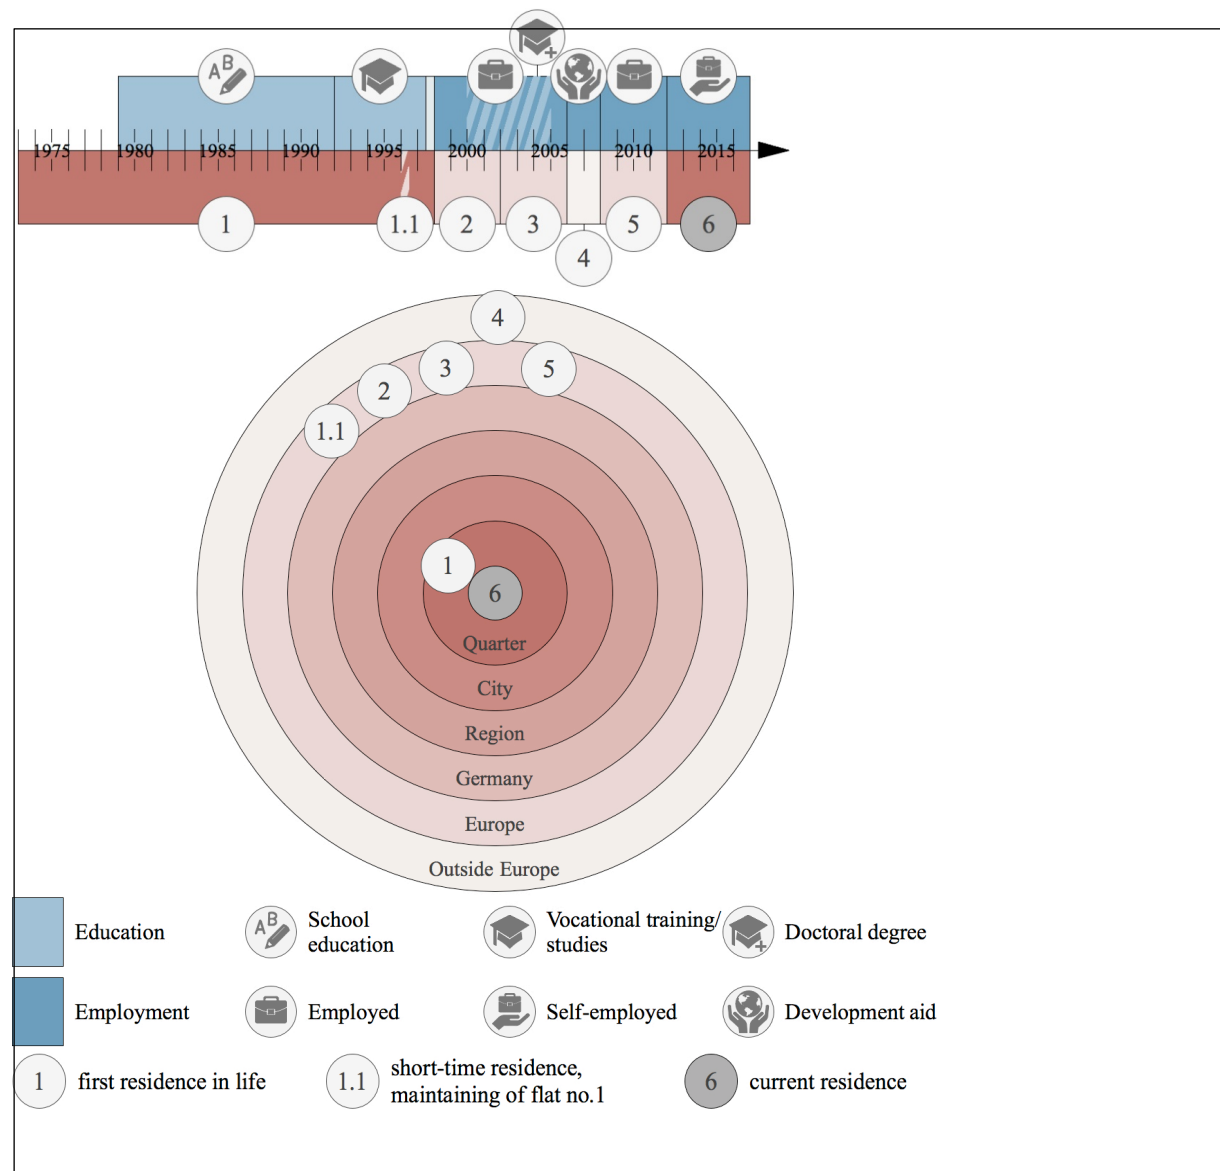 A B
1975 1980 1985 1990 1995 2000 2005 2010 2015
1 1.1 2 3 4 5 6
4
3 5
2
1.1
1
6
Quarter
City
Region
Germany
Europe
Outside Europe
Education
A B
School
education
Vocational training/
studies
Doctoral degree
Employment
Employed
Self-employed
Development aid
1 first residence in life
1.1 short-time residence,
maintaining of flat no.1
6 current residence